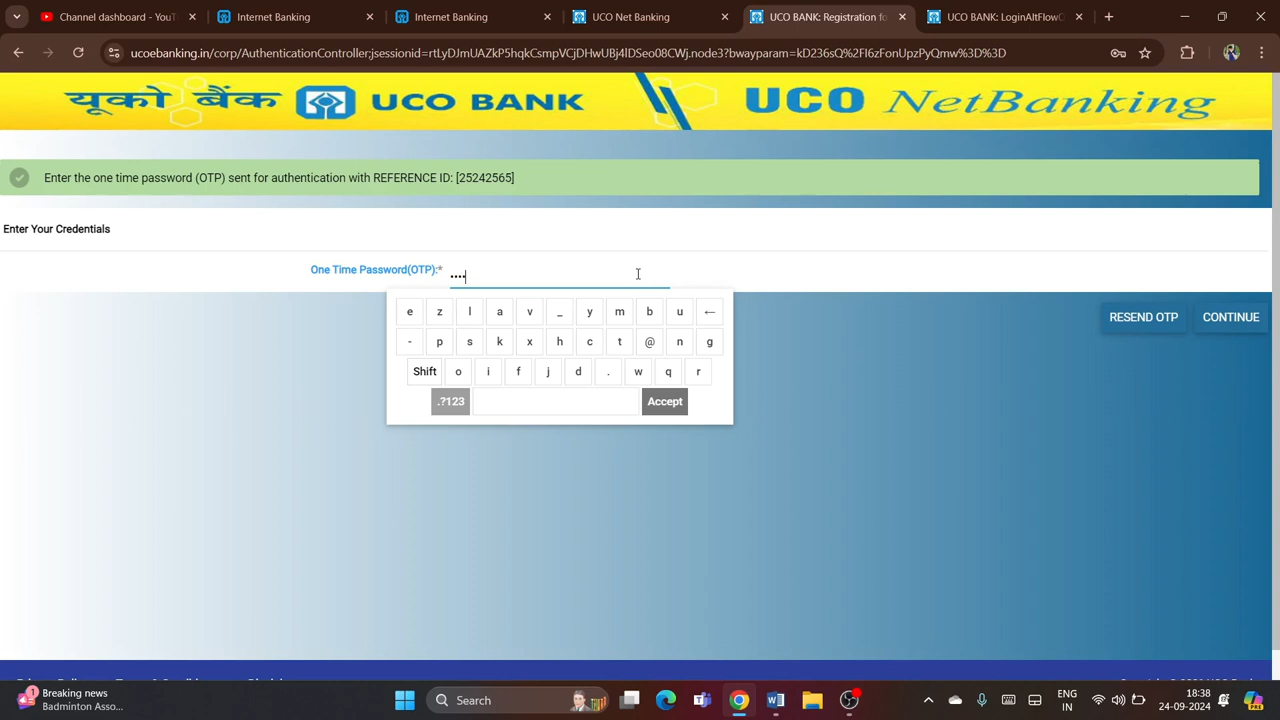 Channel dashboard - YouT
Internet Banking
Internet Banking
UCO Net Banking
UCO BANK: Registration fo
UCO BANK: LoginAltFlowG
ucoebanking.in/corp/AuthenticationController;jsessionid=rtLyDJmUAZkP5hqkCsmpVCjDHwUBj4lDSeo08CWj.node3?bwayparam=kD236sQ%2FI6zFonUpzPyQmw%3D%3D
यूको बैंक UCO BANK UCO NetBanking
Enter the one time password (OTP) sent for authentication with REFERENCE ID: [25242565]
Enter Your Credentials
One Time Password(OTP):* ••••
e z l a v _ y m b u ←
- p s k x h c t @ n g
Shift o i f j d . w q r
.?123 Accept
RESEND OTP CONTINUE
1 Breaking news
Badminton Asso...
Search
ENG
IN
18:38
24-09-2024